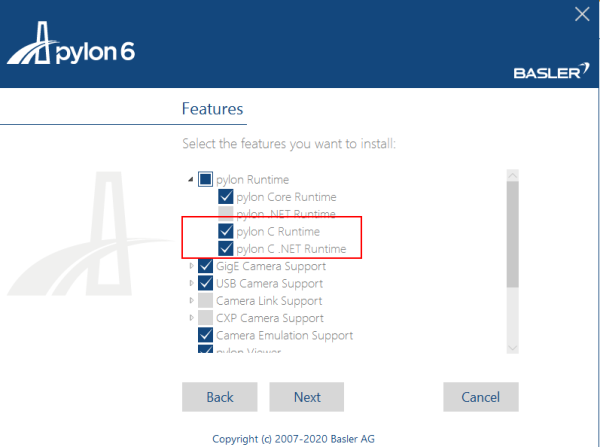 pylon 6
BASLER
Features
Select the features you want to install:
pylon Runtime
pylon Core Runtime
pylon .NET Runtime
pylon C Runtime
pylon C .NET Runtime
GigE Camera Support
USB Camera Support
Camera Link Support
CXP Camera Support
Camera Emulation Support
pylon Viewer
Back
Next
Cancel
Copyright (c) 2007-2020 Basler AG